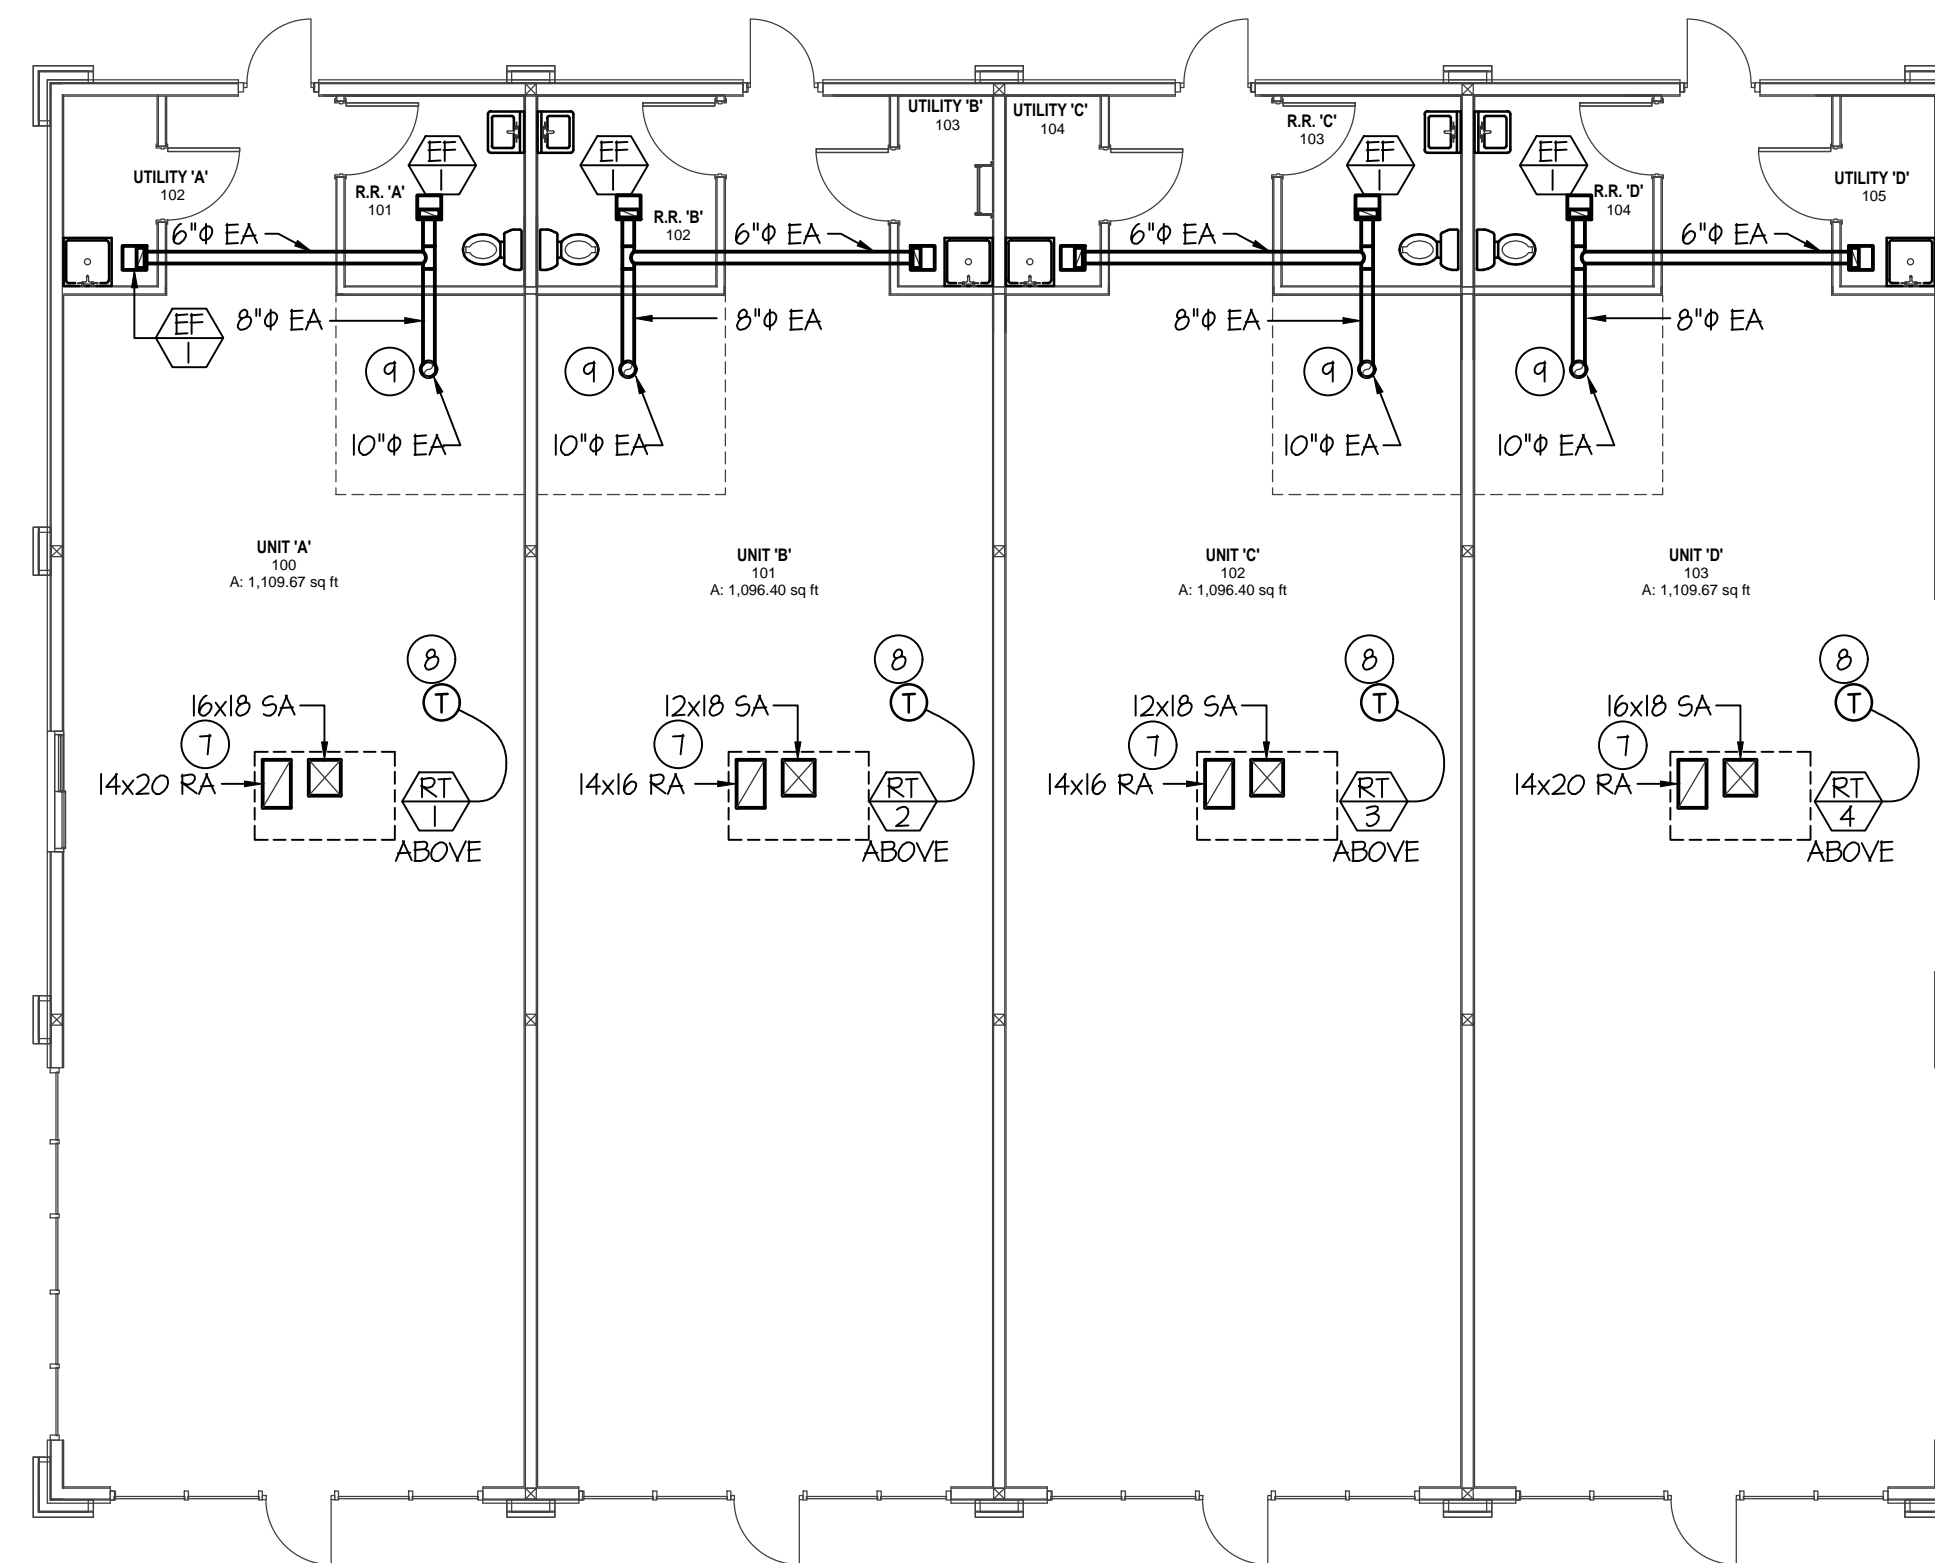 UTILITY 'B'
103
UTILITY 'C'
104
R.R. 'C'
103
EF
1
EF
1
EF
1
EF
1
UTILITY 'A'
102
R.R. 'A'
101
R.R. 'B'
102
R.R. 'D'
104
UTILITY 'D'
105
6"Φ EA
6"Φ EA
6"Φ EA
6"Φ EA
EF
1
8"Φ EA
8"Φ EA
8"Φ EA
8"Φ EA
9
9
9
9
10"Φ EA
10"Φ EA
10"Φ EA
10"Φ EA
UNIT 'A'
100
A: 1,109.67 sq ft
UNIT 'B'
101
A: 1,096.40 sq ft
UNIT 'C'
102
A: 1,096.40 sq ft
UNIT 'D'
103
A: 1,109.67 sq ft
8
T
16x18 SA
7
14x20 RA
RT
1
ABOVE
8
T
12x18 SA
7
14x16 RA
RT
2
ABOVE
8
T
12x18 SA
7
14x16 RA
RT
3
ABOVE
8
T
16x18 SA
7
14x20 RA
RT
4
ABOVE